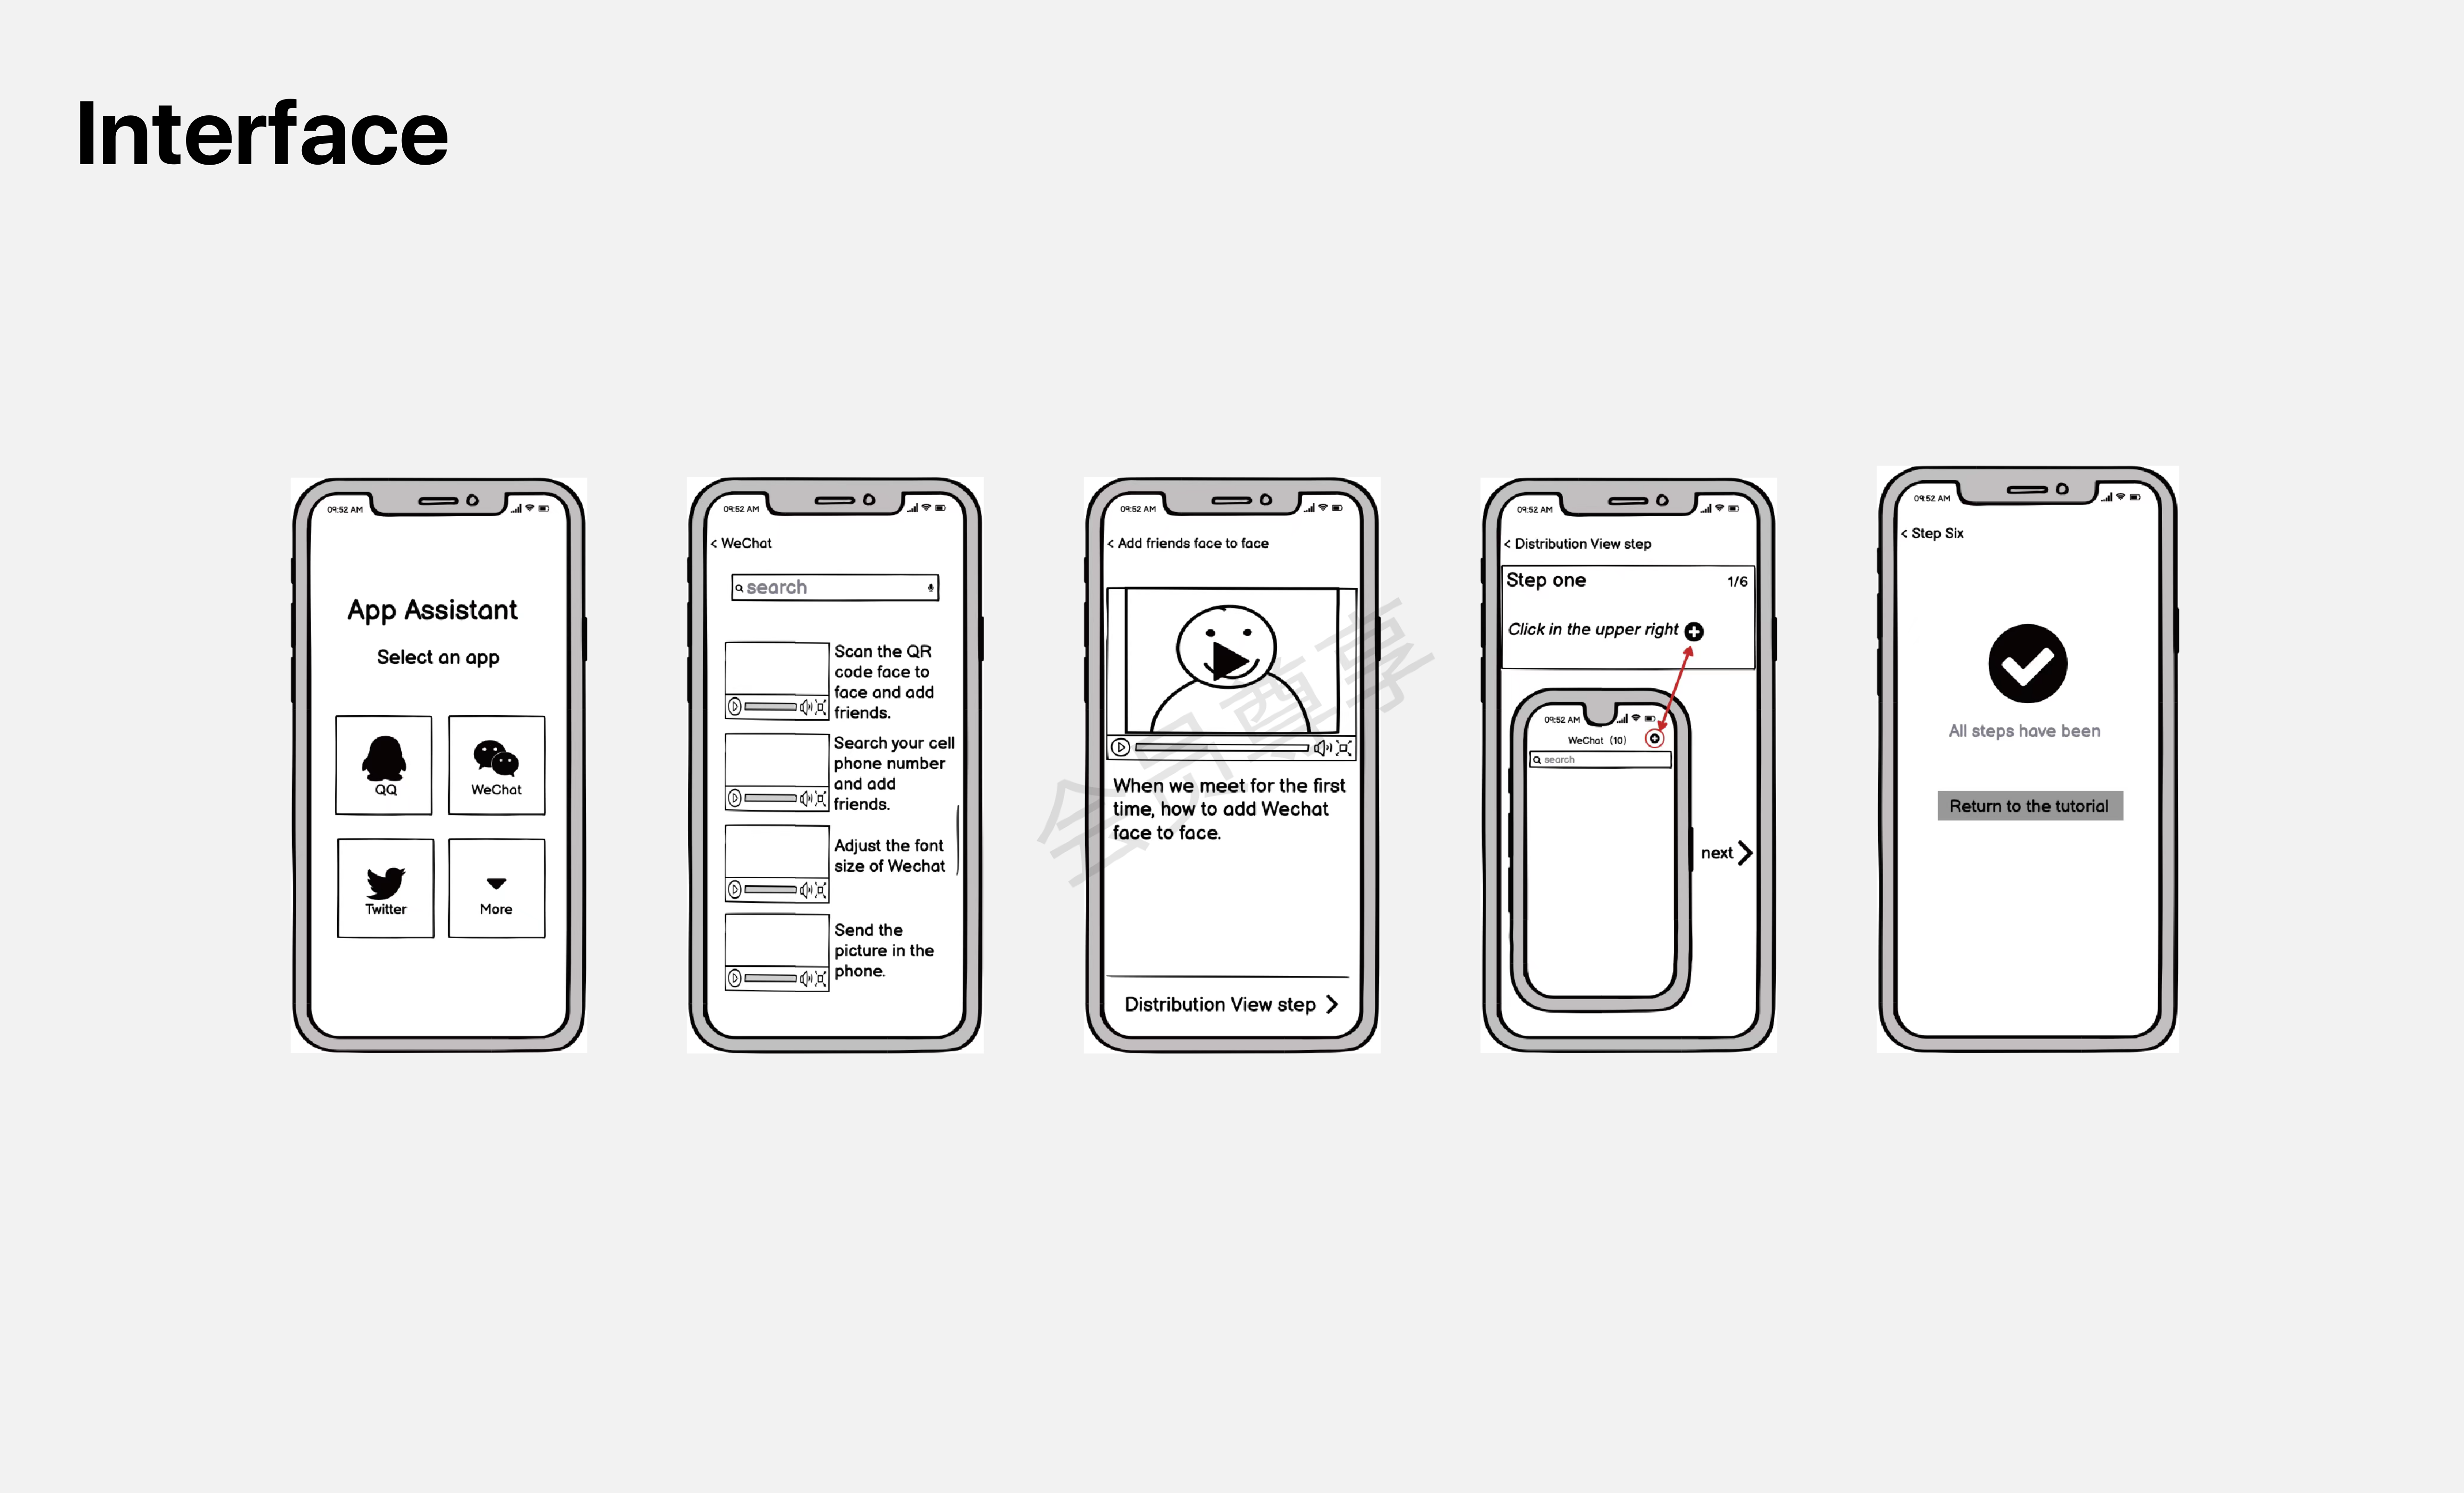 Interface
09:52 AM
App Assistant
Select an app
QQ
WeChat
Twitter
More
09:52 AM
< WeChat
search
Scan the QR
code face to
face and add
friends.
Search your cell
phone number
and add
friends.
Adjust the font
size of Wechat
Send the
picture in the
phone.
09:52 AM
< Add friends face to face
When we meet for the first
time, how to add Wechat
face to face.
Distribution View step >
09:52 AM
< Distribution View step
Step one 1/6
Click in the upper right
09:52 AM
WeChat (10)
search
next >
09:52 AM
< Step Six
All steps have been
Return to the tutorial
会员尊享